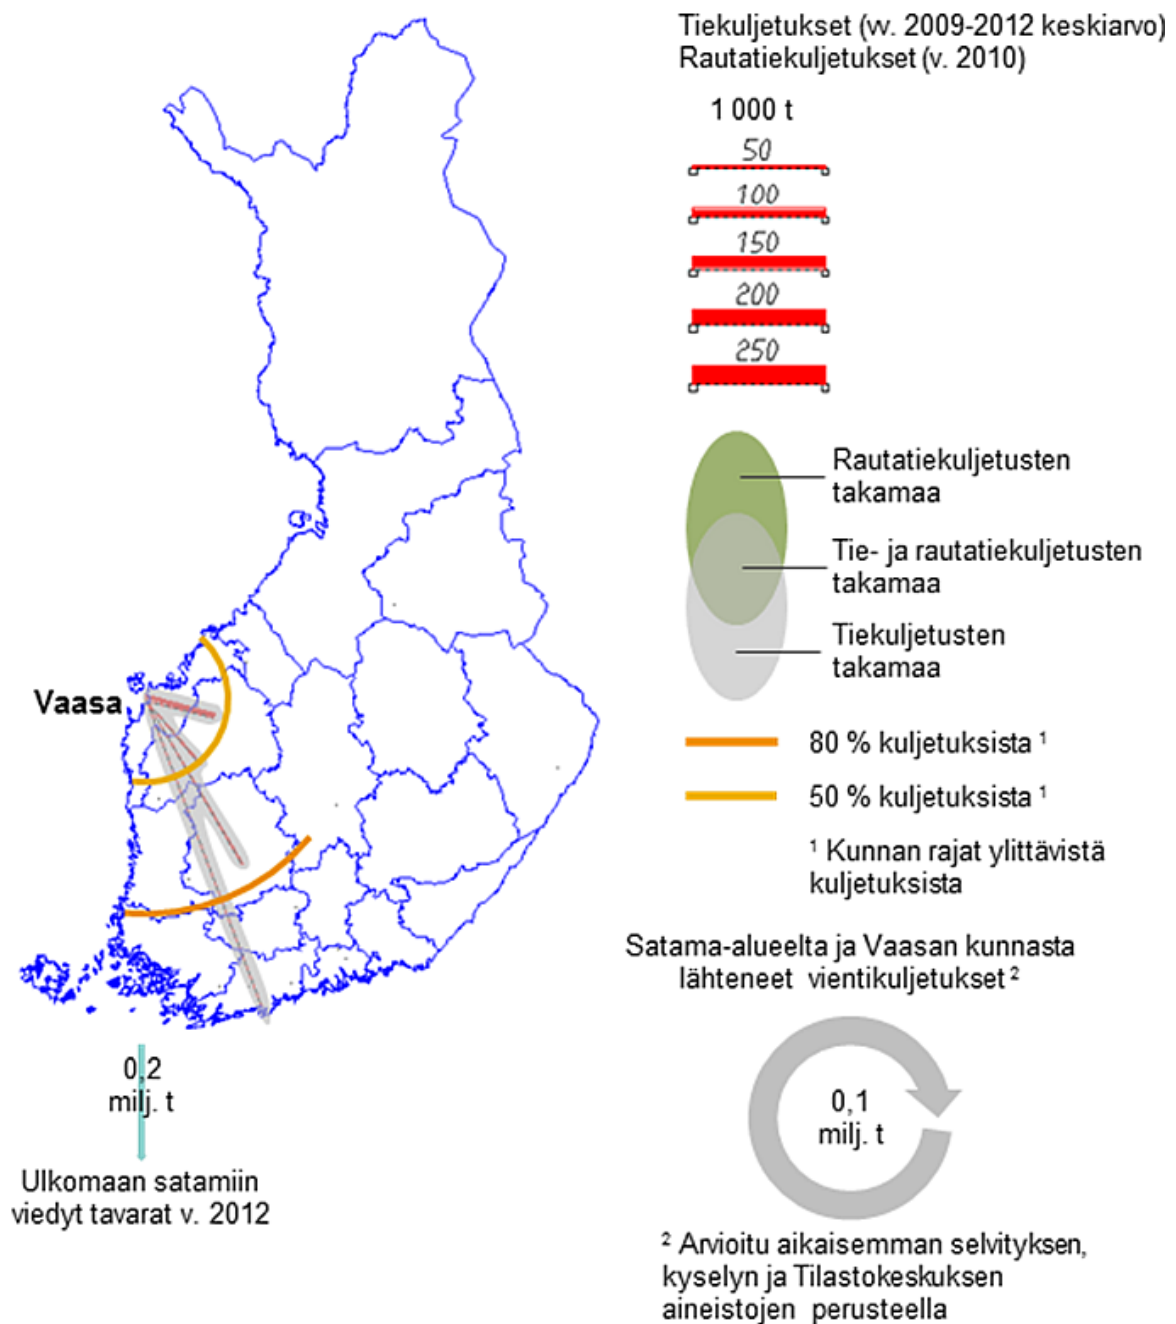 Tiekuljetukset (vv. 2009-2012 keskiarvo)
Rautatiekuljetukset (v. 2010)
1 000 t
50
100
150
200
250
Rautatiekuljetusten
takamaa
Tie- ja rautatiekuljetusten
takamaa
Tiekuljetusten
takamaa
Vaasa
80 % kuljetuksista ¹
50 % kuljetuksista ¹
¹ Kunnan rajat ylittävistä
kuljetuksista
Satama-alueelta ja Vaasan kunnasta
lähteneet vientikuljetukset ²
0,1
milj. t
0,2
milj. t
Ulkomaan satamiin
viedyt tavarat v. 2012
² Arvioitu aikaisemman selvityksen,
kyselyn ja Tilastokeskuksen
aineistojen perusteella